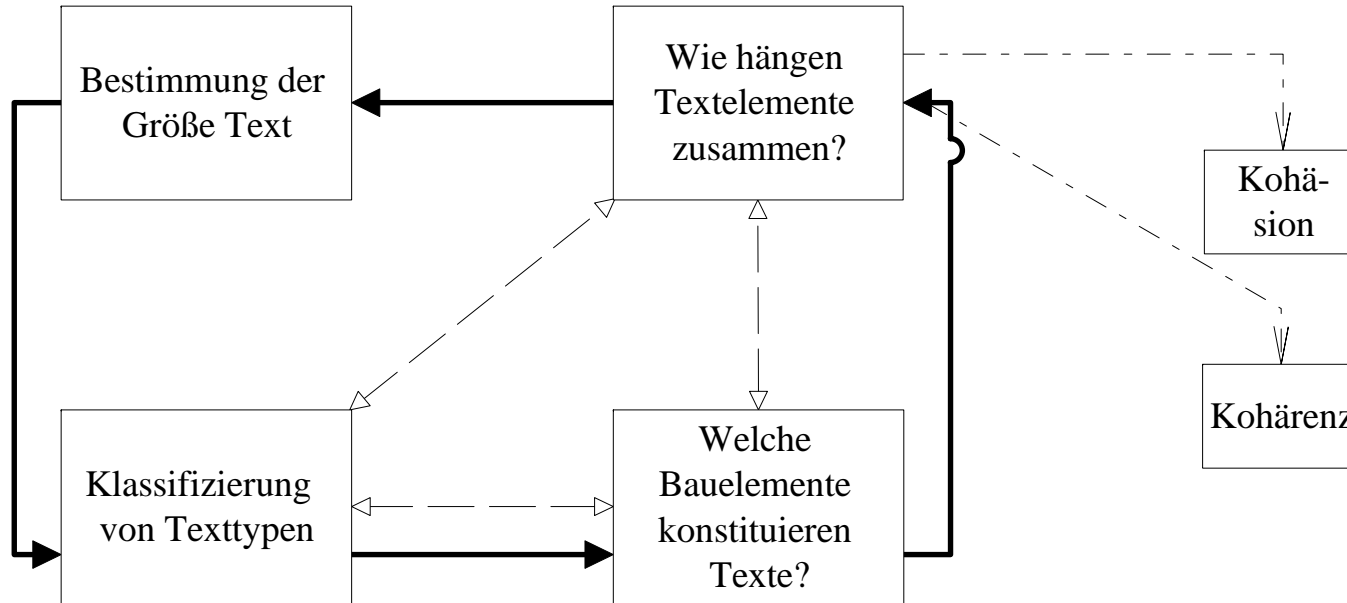 Bestimmung der
Größe Text
Wie hängen
Textelemente
zusammen?
Kohä-
sion
Kohärenz
Klassifizierung
von Texttypen
Welche
Bauelemente
konstituieren
Texte?